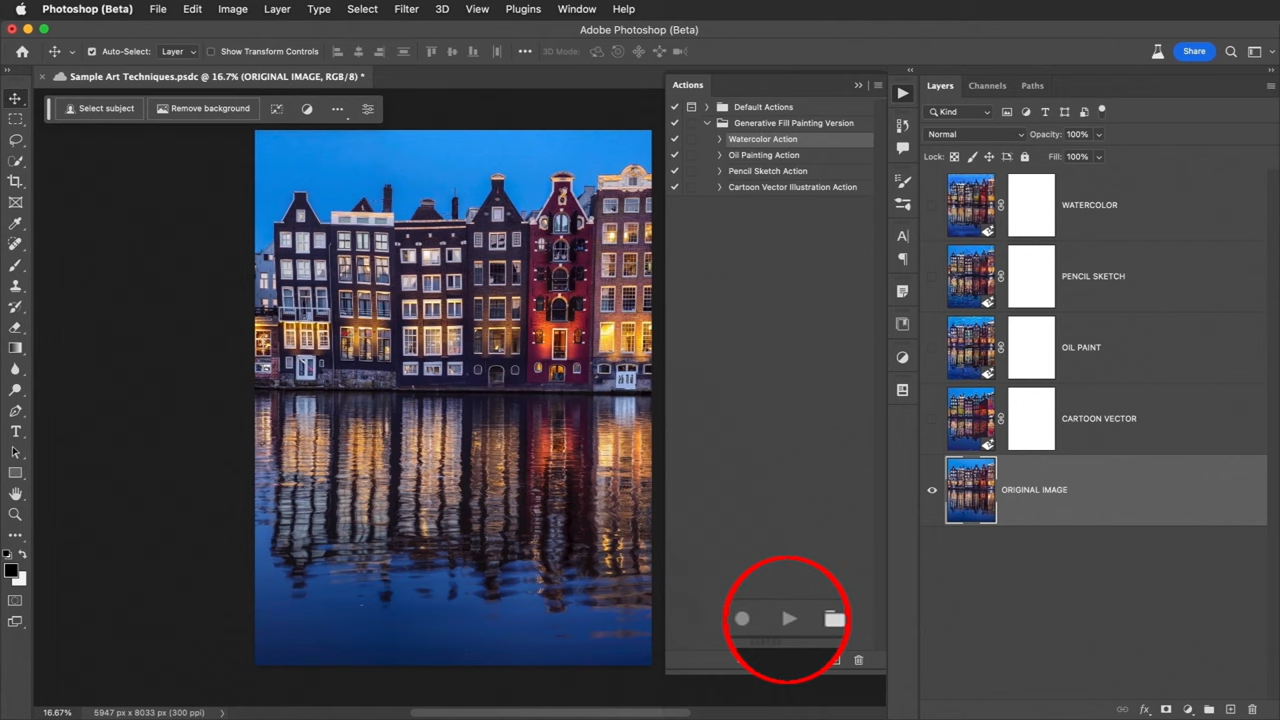 Photoshop (Beta) File Edit Image Layer Type Select Filter 3D View Plugins Window Help
Adobe Photoshop (Beta)
Auto-Select: Layer Show Transform Controls ••• 3D Mode: Share
× Sample Art Techniques.psdc @ 16.7% (ORIGINAL IMAGE, RGB/8) *
Select subject Remove background •••
Actions
Default Actions
Generative Fill Painting Version
Watercolor Action
Oil Painting Action
Pencil Sketch Action
Cartoon Vector Illustration Action
Layers Channels Paths
Kind
Normal Opacity: 100%
Lock: Fill: 100%
WATERCOLOR
PENCIL SKETCH
OIL PAINT
CARTOON VECTOR
ORIGINAL IMAGE
16.67% 5947 px x 8033 px (300 ppi)